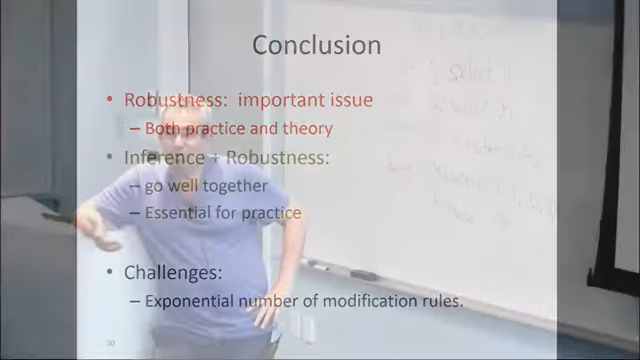 Conclusion
• Robustness: important issue
– Both practice and theory
• Inference + Robustness:
– go well together
– Essential for practice
• Challenges:
– Exponential number of modification rules.
30